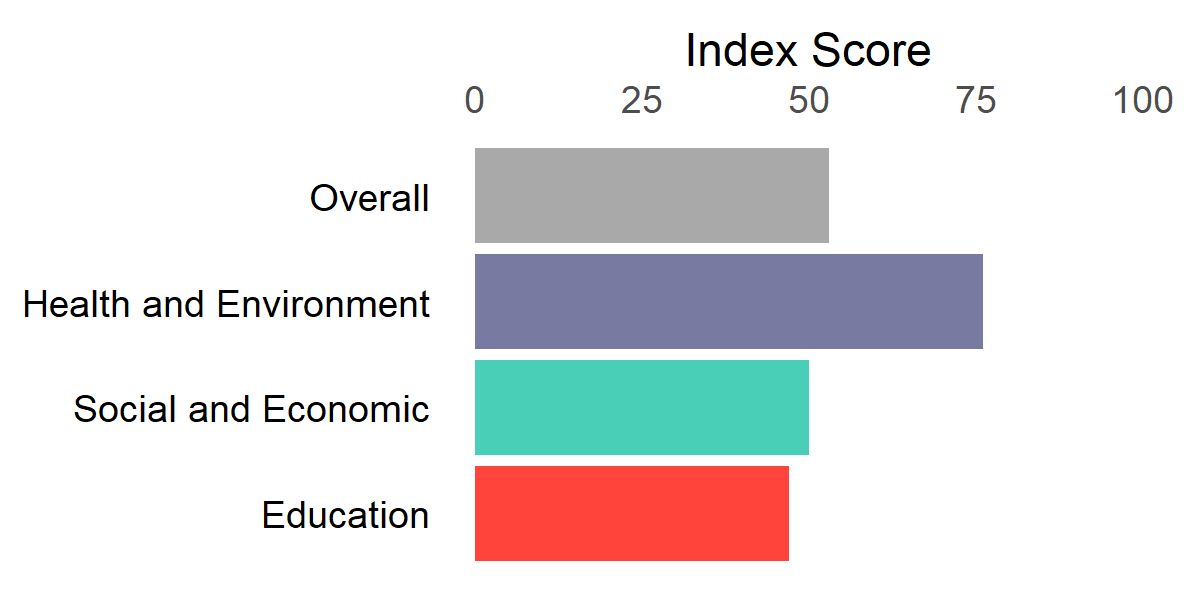 Index Score
0 25 50 75 100
Overall
Health and Environment
Social and Economic
Education